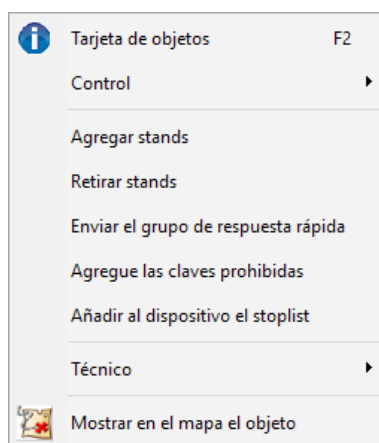 Tarjeta de objetos F2
Control
Agregar stands
Retirar stands
Enviar el grupo de respuesta rápida
Agregue las claves prohibidas
Añadir al dispositivo el stoplist
Técnico
Mostrar en el mapa el objeto